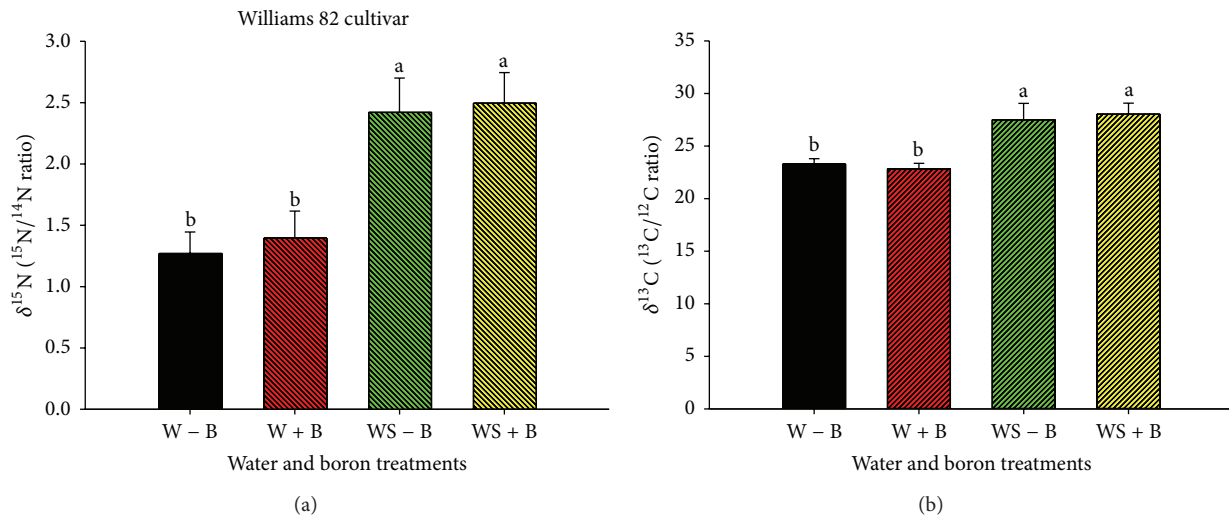 Williams 82 cultivar
δ¹⁵N (¹⁵N/¹⁴N ratio)
3.0
2.5
2.0
1.5
1.0
0.5
0.0
b
b
a
a
W − B
W + B
WS − B
WS + B
Water and boron treatments
(a)
δ¹³C (¹³C/¹²C ratio)
35
30
25
20
15
10
5
0
b
b
a
a
W − B
W + B
WS − B
WS + B
Water and boron treatments
(b)